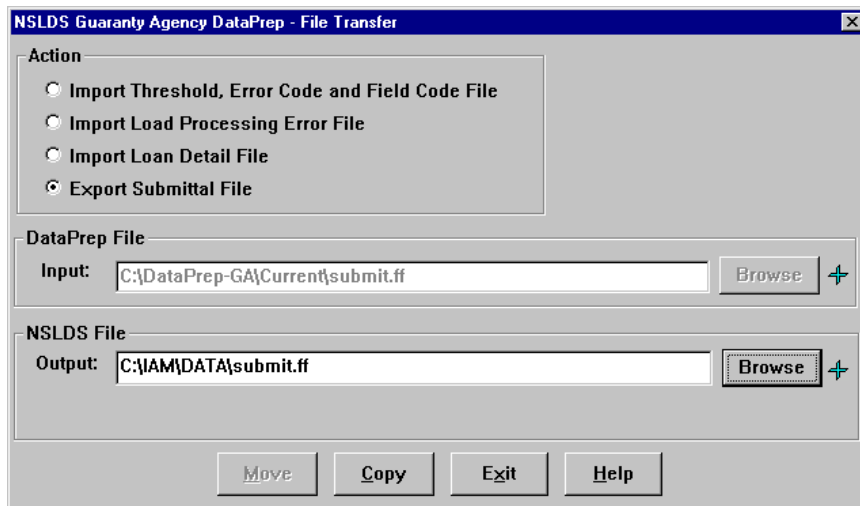 NSLDS Guaranty Agency DataPrep - File Transfer
Action
Import Threshold, Error Code and Field Code File
Import Load Processing Error File
Import Loan Detail File
Export Submittal File
DataPrep File
Input: C:\DataPrep-GA\Current\submit.ff Browse
NSLDS File
Output: C:\IAM\DATA\submit.ff Browse
Move Copy Exit Help